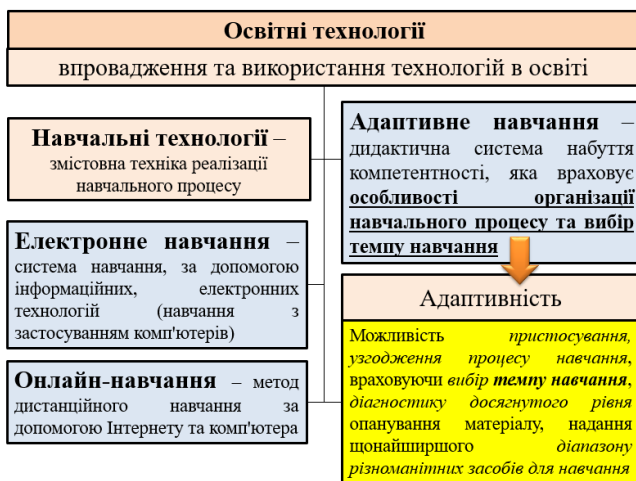 Освітні технології
впровадження та використання технологій в освіті
Навчальні технології –
змістовна техніка реалізації
навчального процесу
Електронне навчання –
система навчання, за допомогою
інформаційних, електронних
технологій (навчання з
застосуванням комп'ютерів)
Онлайн-навчання – метод
дистанційного навчання за
допомогою Інтернету та комп'ютера
Адаптивне навчання –
дидактична система набуття
компетентності, яка враховує
особливості організації
навчального процесу та вибір
темпу навчання
Адаптивність
Можливість пристосування,
узгодження процесу навчання,
враховуючи вибір темпу навчання,
діагностику досягнутого рівня
опанування матеріалу, надання
щонайширшого діапазону
різноманітних засобів для навчання